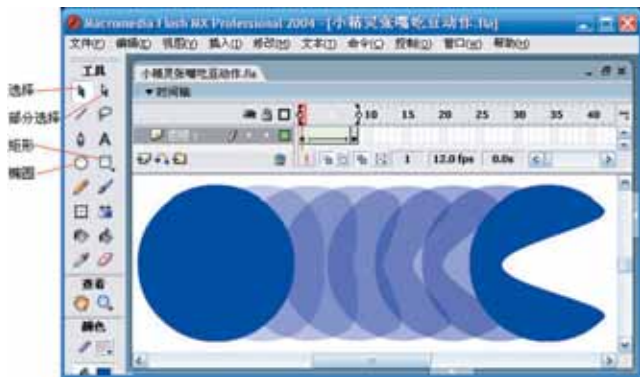 Macromedia Flash MX Professional 2004 - [小精灵张嘴吃豆动作.fla]
文件(F) 编辑(E) 视图(V) 插入(I) 修改(M) 文本(T) 命令(C) 控制(O) 窗口(W) 帮助(H)
工具
小精灵张嘴吃豆动作.fla
▼时间轴
选择
部分选择
矩形
椭圆
10 15 20 25 30 35 40
1 12.0 fps 0.0s
A
查看
颜色